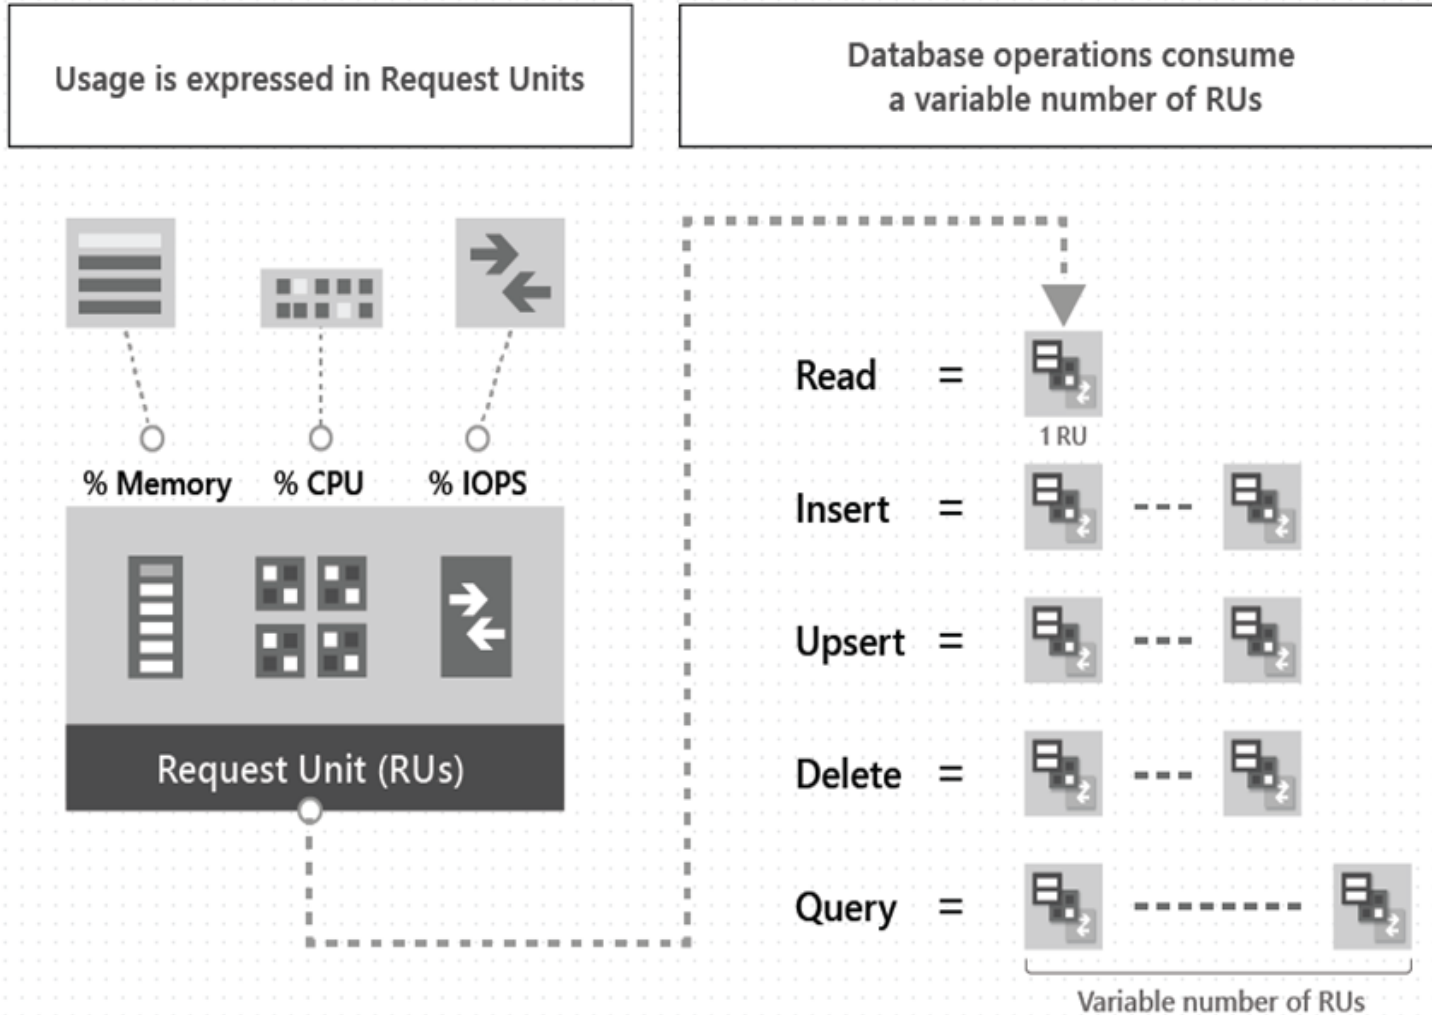 Usage is expressed in Request Units
Database operations consume
a variable number of RUs
% Memory
% CPU
% IOPS
Request Unit (RUs)
Read =
1 RU
Insert =
Upsert =
Delete =
Query =
Variable number of RUs